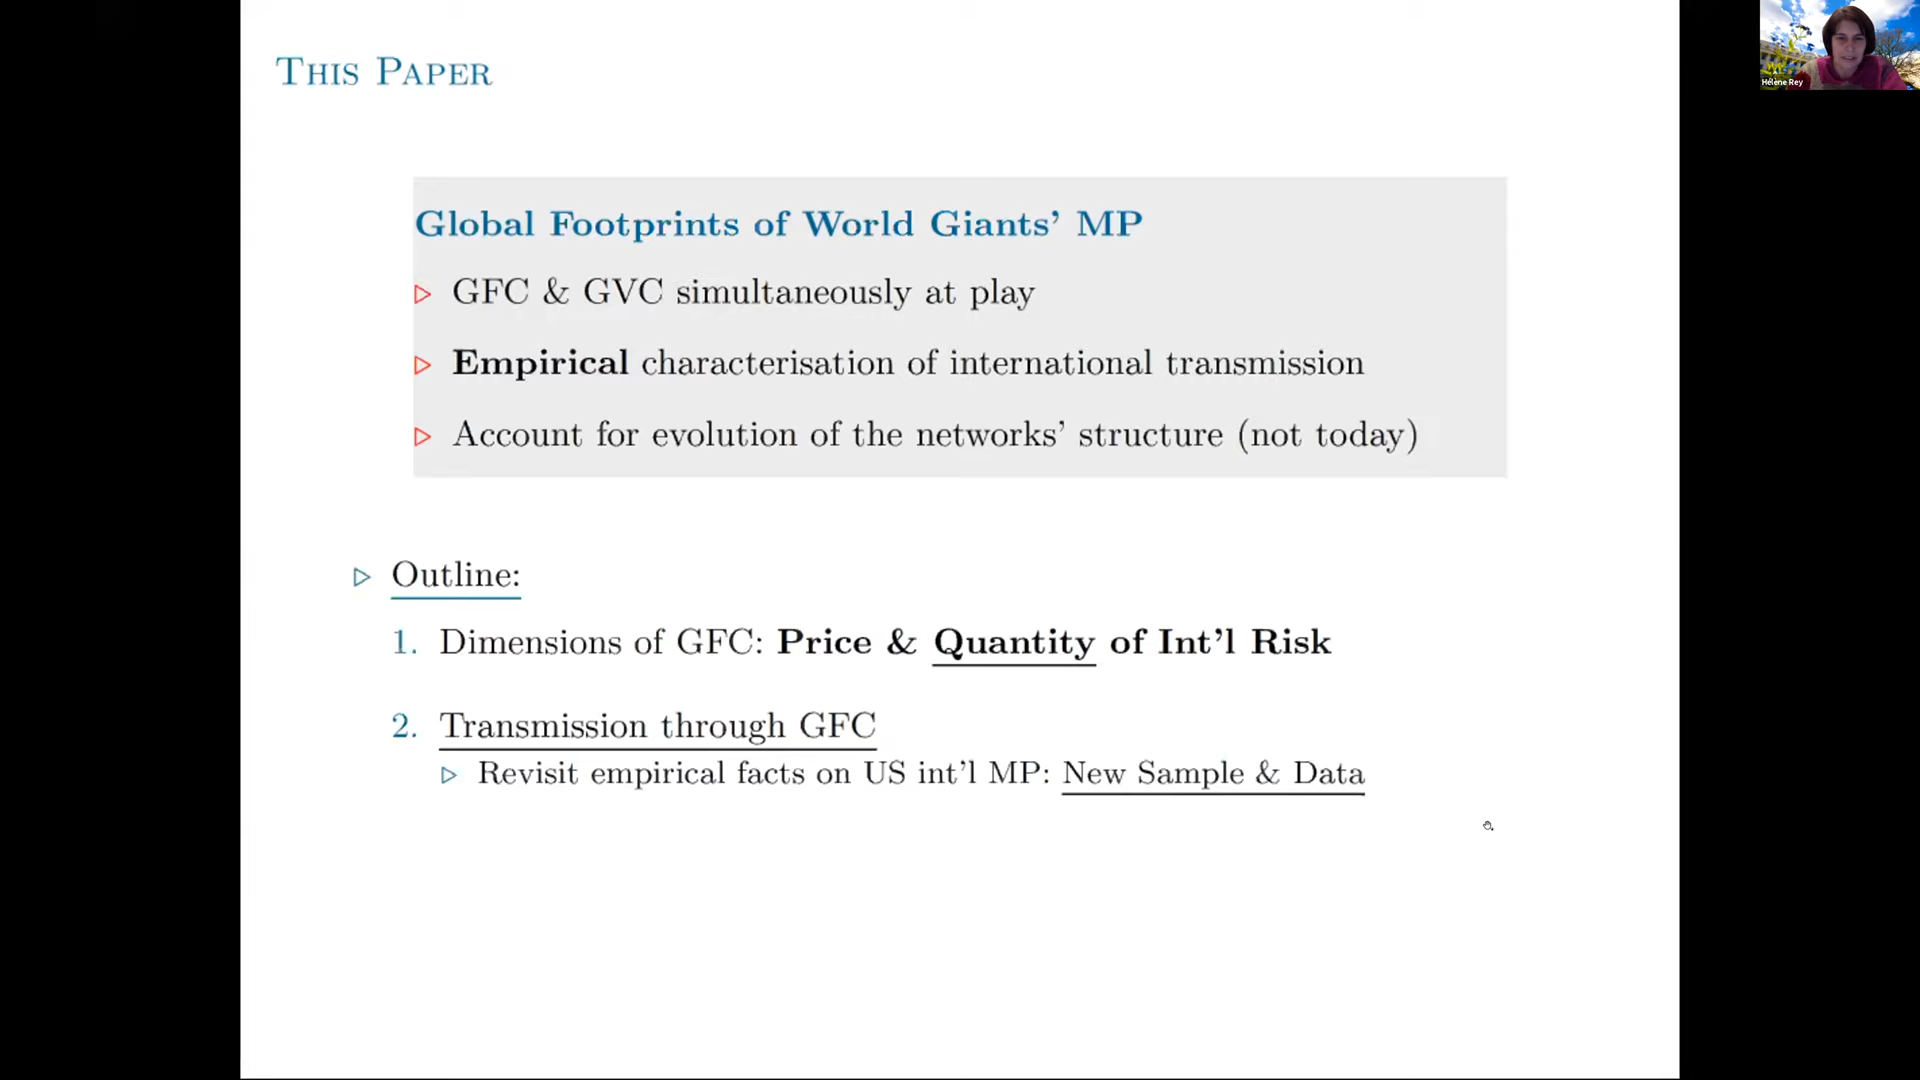 THIS PAPER
Hélène Rey
Global Footprints of World Giants' MP
▷ GFC & GVC simultaneously at play
▷ Empirical characterisation of international transmission
▷ Account for evolution of the networks' structure (not today)
▷ Outline:
1. Dimensions of GFC: Price & Quantity of Int'l Risk
2. Transmission through GFC
▷ Revisit empirical facts on US int'l MP: New Sample & Data